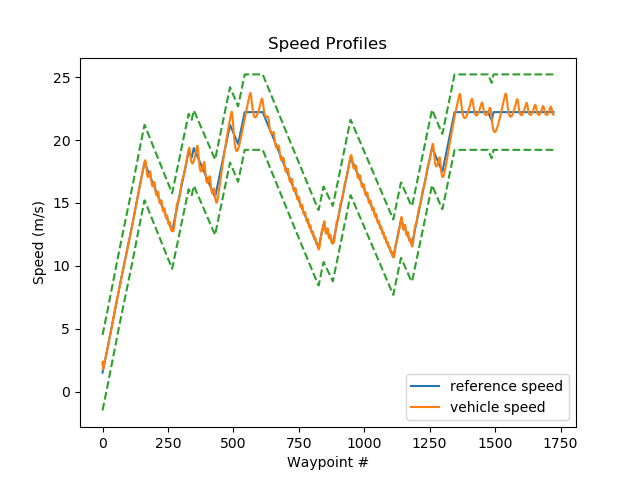 Speed Profiles
Speed (m/s)
25
20
15
10
5
0
0 250 500 750 1000 1250 1500 1750
Waypoint #
reference speed
vehicle speed